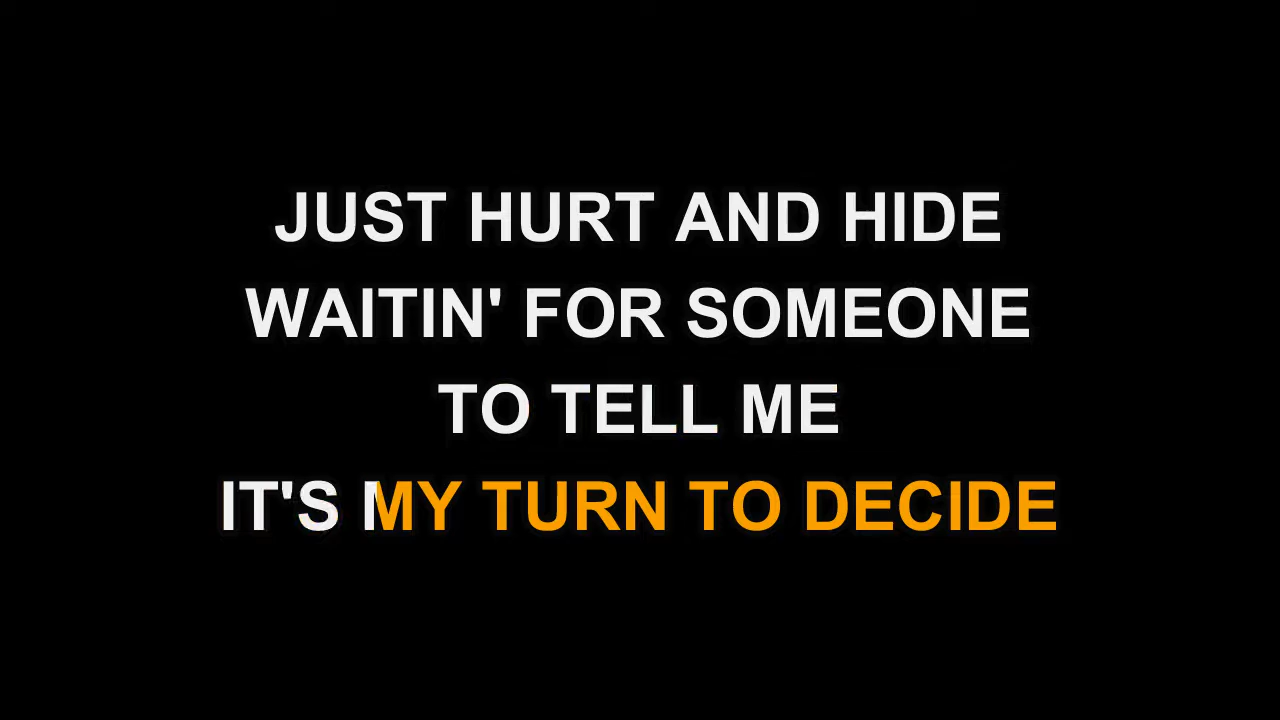 JUST HURT AND HIDE
WAITIN' FOR SOMEONE
TO TELL ME
IT'S MY TURN TO DECIDE